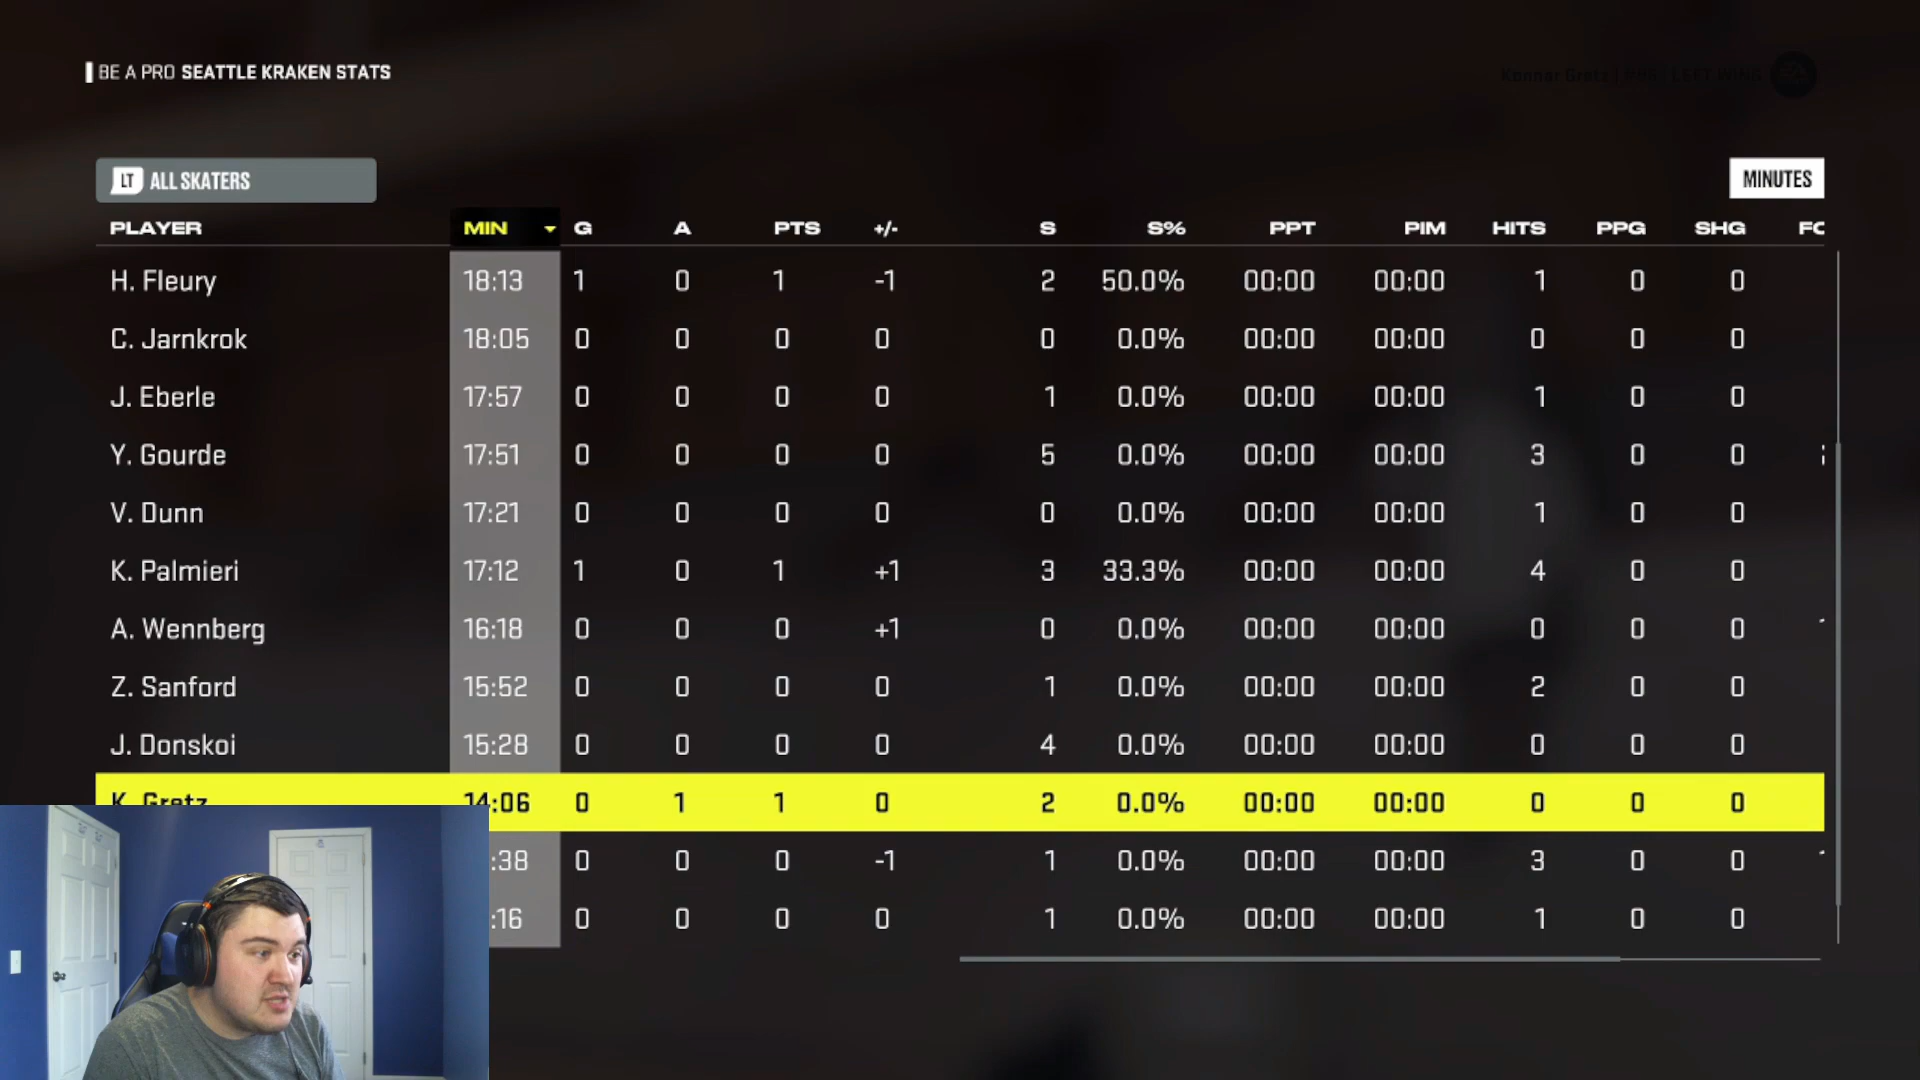 BE A PRO SEATTLE KRAKEN STATS
Konnor Gretz | LEFT WING
LT ALL SKATERS
MINUTES
PLAYER MIN G A PTS +/- S S% PPT PIM HITS PPG SHG
H. Fleury 18:13 1 0 1 -1 2 50.0% 00:00 00:00 1 0 0
C. Jarnkrok 18:05 0 0 0 0 0 0.0% 00:00 00:00 0 0 0
J. Eberle 17:57 0 0 0 0 1 0.0% 00:00 00:00 1 0 0
Y. Gourde 17:51 0 0 0 0 5 0.0% 00:00 00:00 3 0 0
V. Dunn 17:21 0 0 0 0 0 0.0% 00:00 00:00 1 0 0
K. Palmieri 17:12 1 0 1 +1 3 33.3% 00:00 00:00 4 0 0
A. Wennberg 16:18 0 0 0 +1 0 0.0% 00:00 00:00 0 0 0
Z. Sanford 15:52 0 0 0 0 1 0.0% 00:00 00:00 2 0 0
J. Donskoi 15:28 0 0 0 0 4 0.0% 00:00 00:00 0 0 0
K. Gretz 14:06 0 1 1 0 2 0.0% 00:00 00:00 0 0 0
:38 0 0 0 -1 1 0.0% 00:00 00:00 3 0 0
:16 0 0 0 0 1 0.0% 00:00 00:00 1 0 0